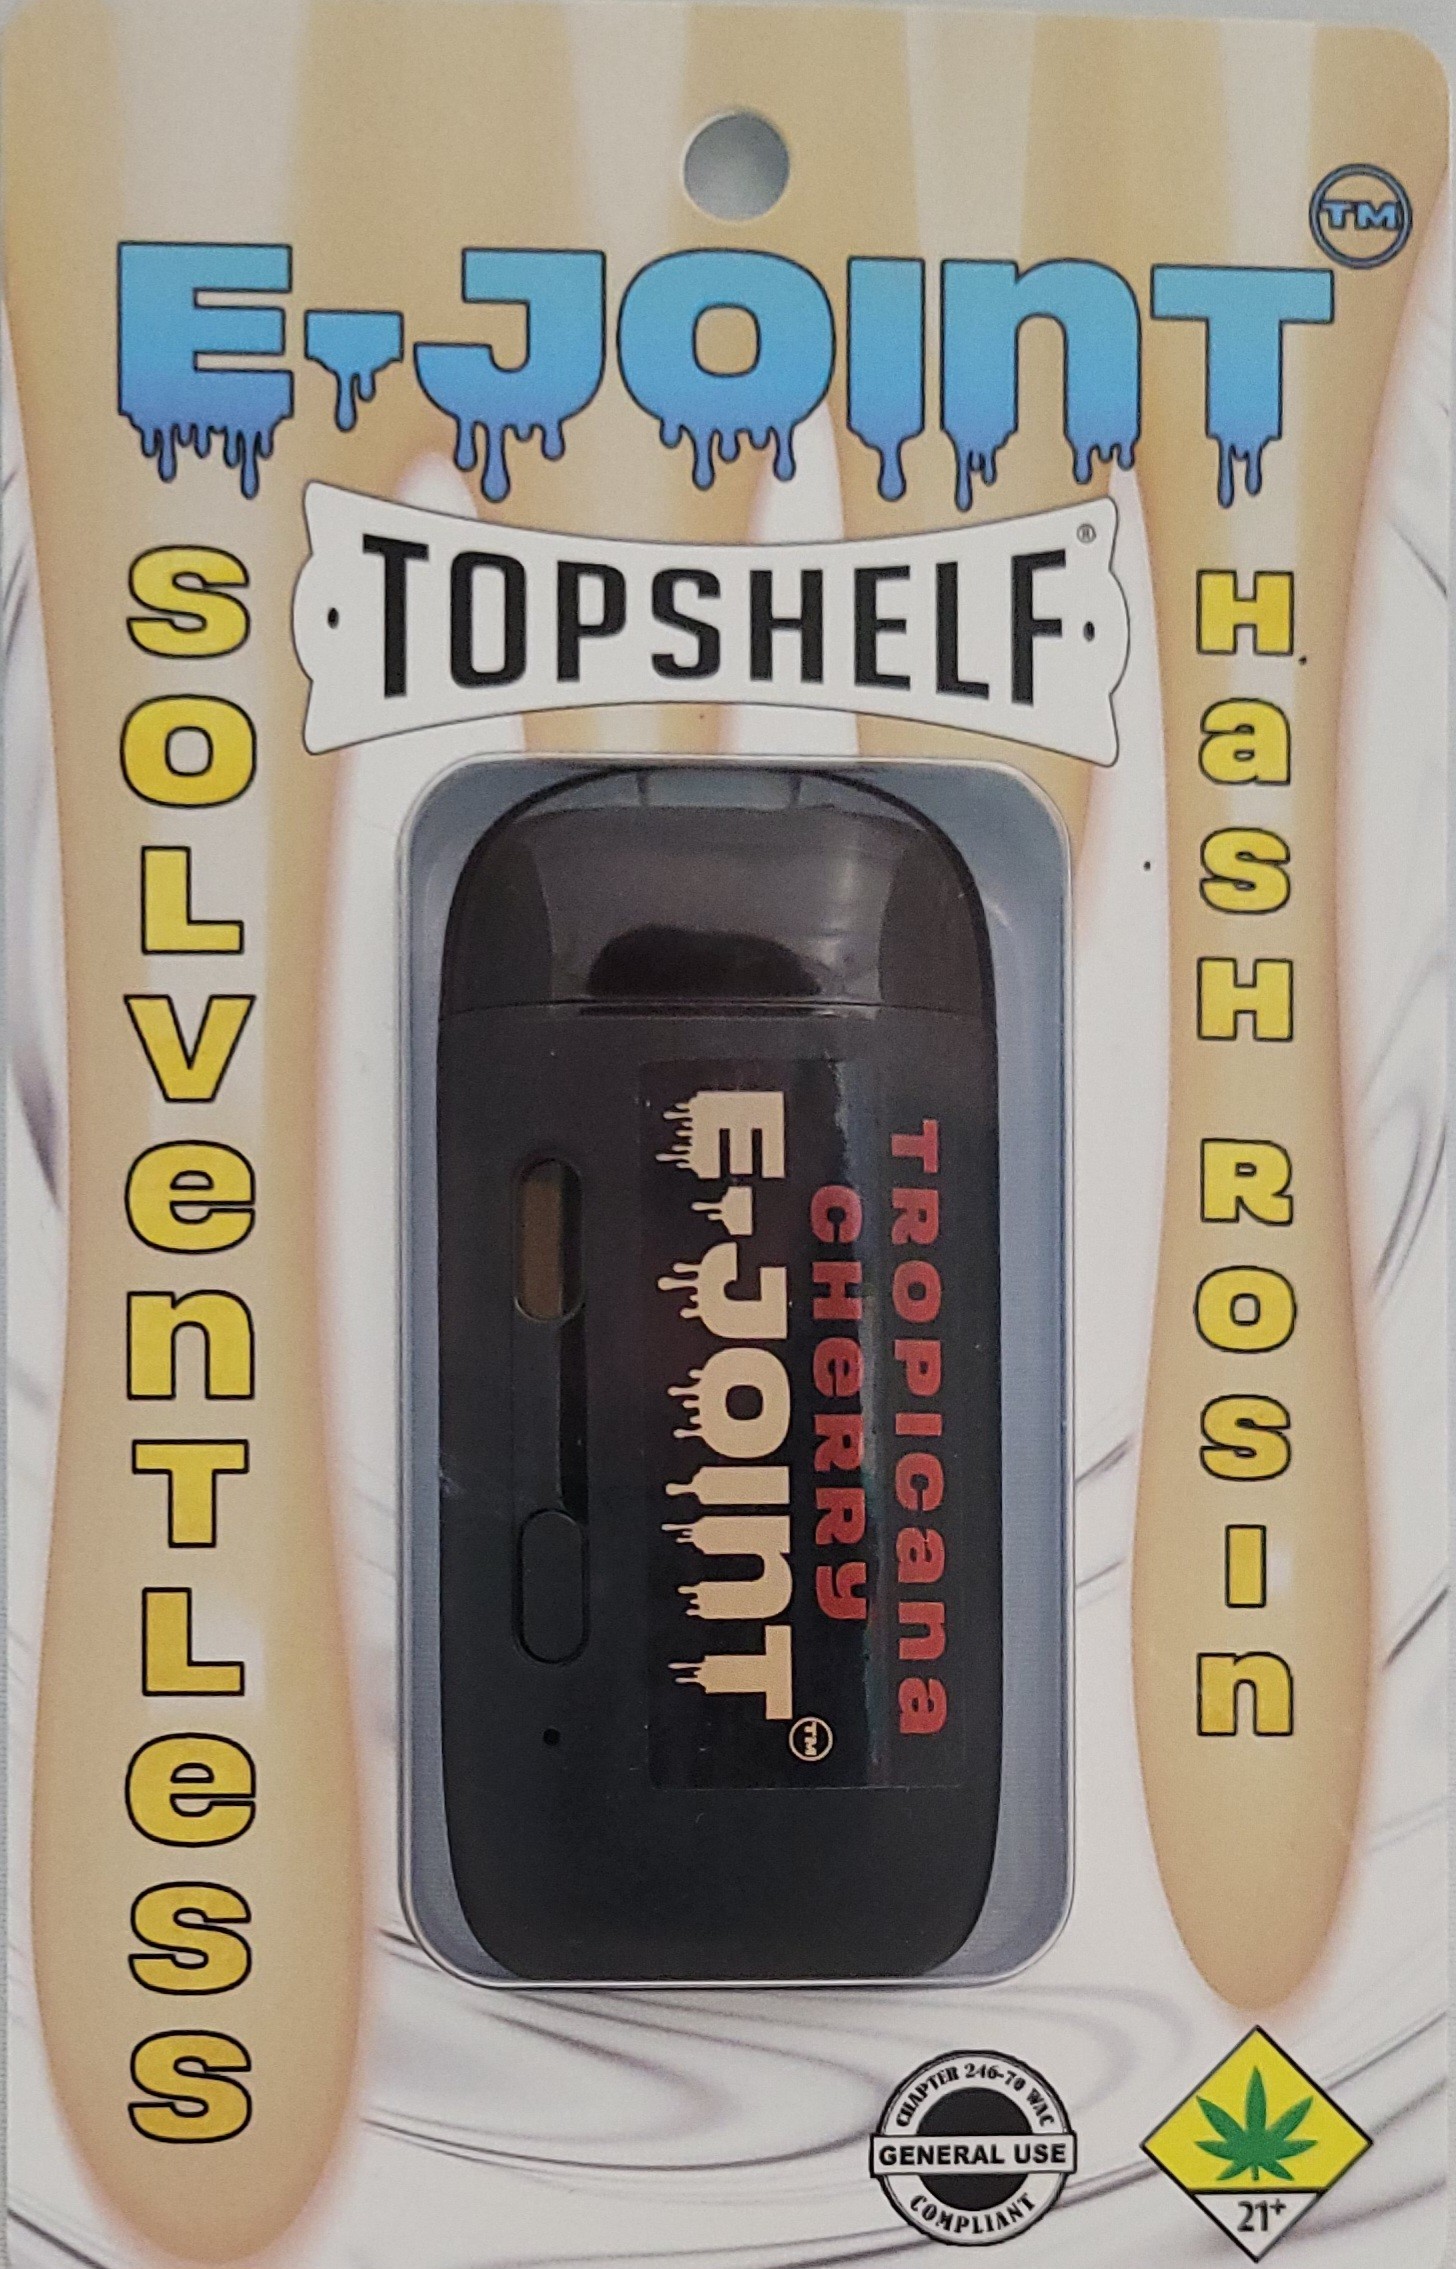 E-JOINT TM
TOPSHELF®
SOLVENTLESS
HASH ROSIN
TROPICANA
CHERRY
E-JOINT TM
CHAPTER 246-70 WAC
GENERAL USE
COMPLIANT
21+